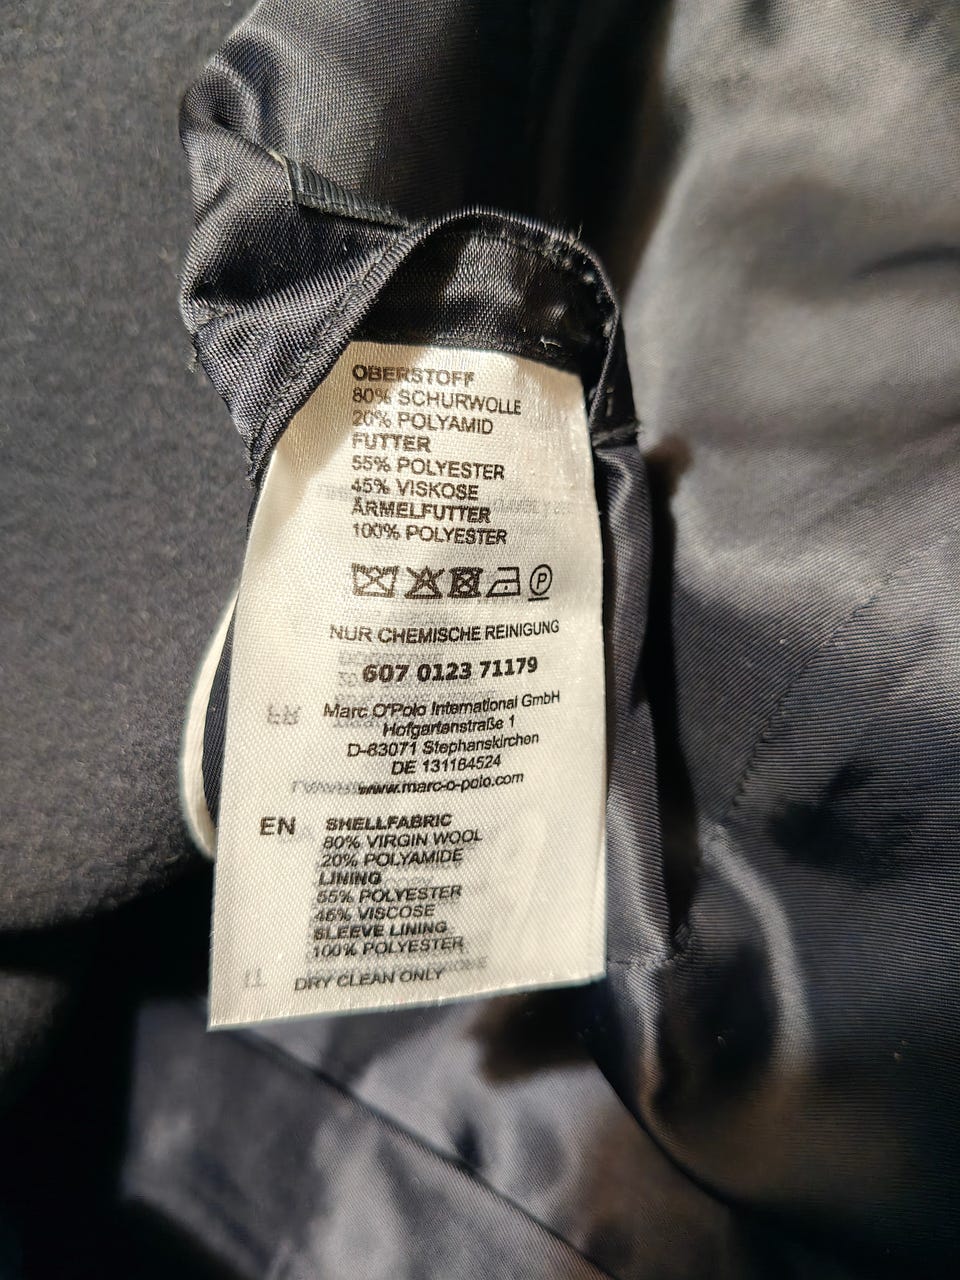 OBERSTOFF
80% SCHURWOLLE
20% POLYAMID
FUTTER
55% POLYESTER
45% VISKOSE
ÄRMELFUTTER
100% POLYESTER
P
NUR CHEMISCHE REINIGUNG
607 0123 71179
Marc O'Polo International GmbH
Hofgartenstraße 1
D-83071 Stephanskirchen
DE 131184524
www.marc-o-polo.com
EN SHELLFABRIC
80% VIRGIN WOOL
20% POLYAMIDE
LINING
55% POLYESTER
45% VISCOSE
SLEEVE LINING
100% POLYESTER
DRY CLEAN ONLY